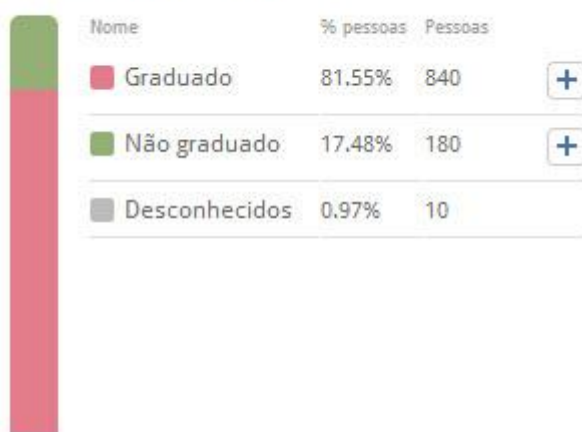 Nome % pessoas Pessoas
Graduado 81.55% 840 +
Não graduado 17.48% 180 +
Desconhecidos 0.97% 10